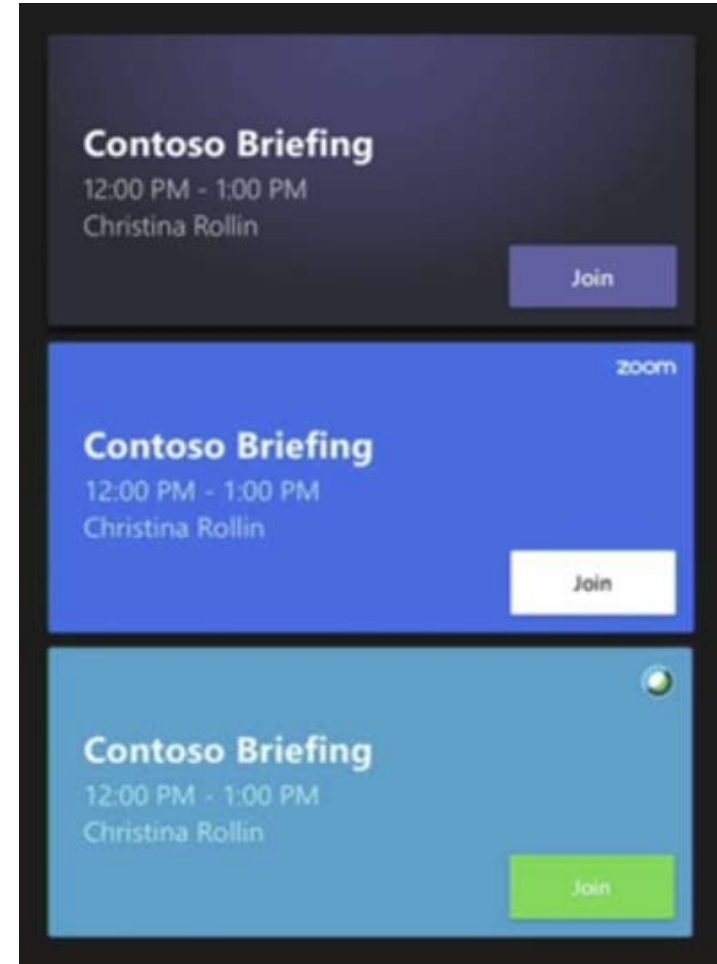 Contoso Briefing
12:00 PM - 1:00 PM
Christina Rollin
Join
zoom
Contoso Briefing
12:00 PM - 1:00 PM
Christina Rollin
Join
Contoso Briefing
12:00 PM - 1:00 PM
Christina Rollin
Join